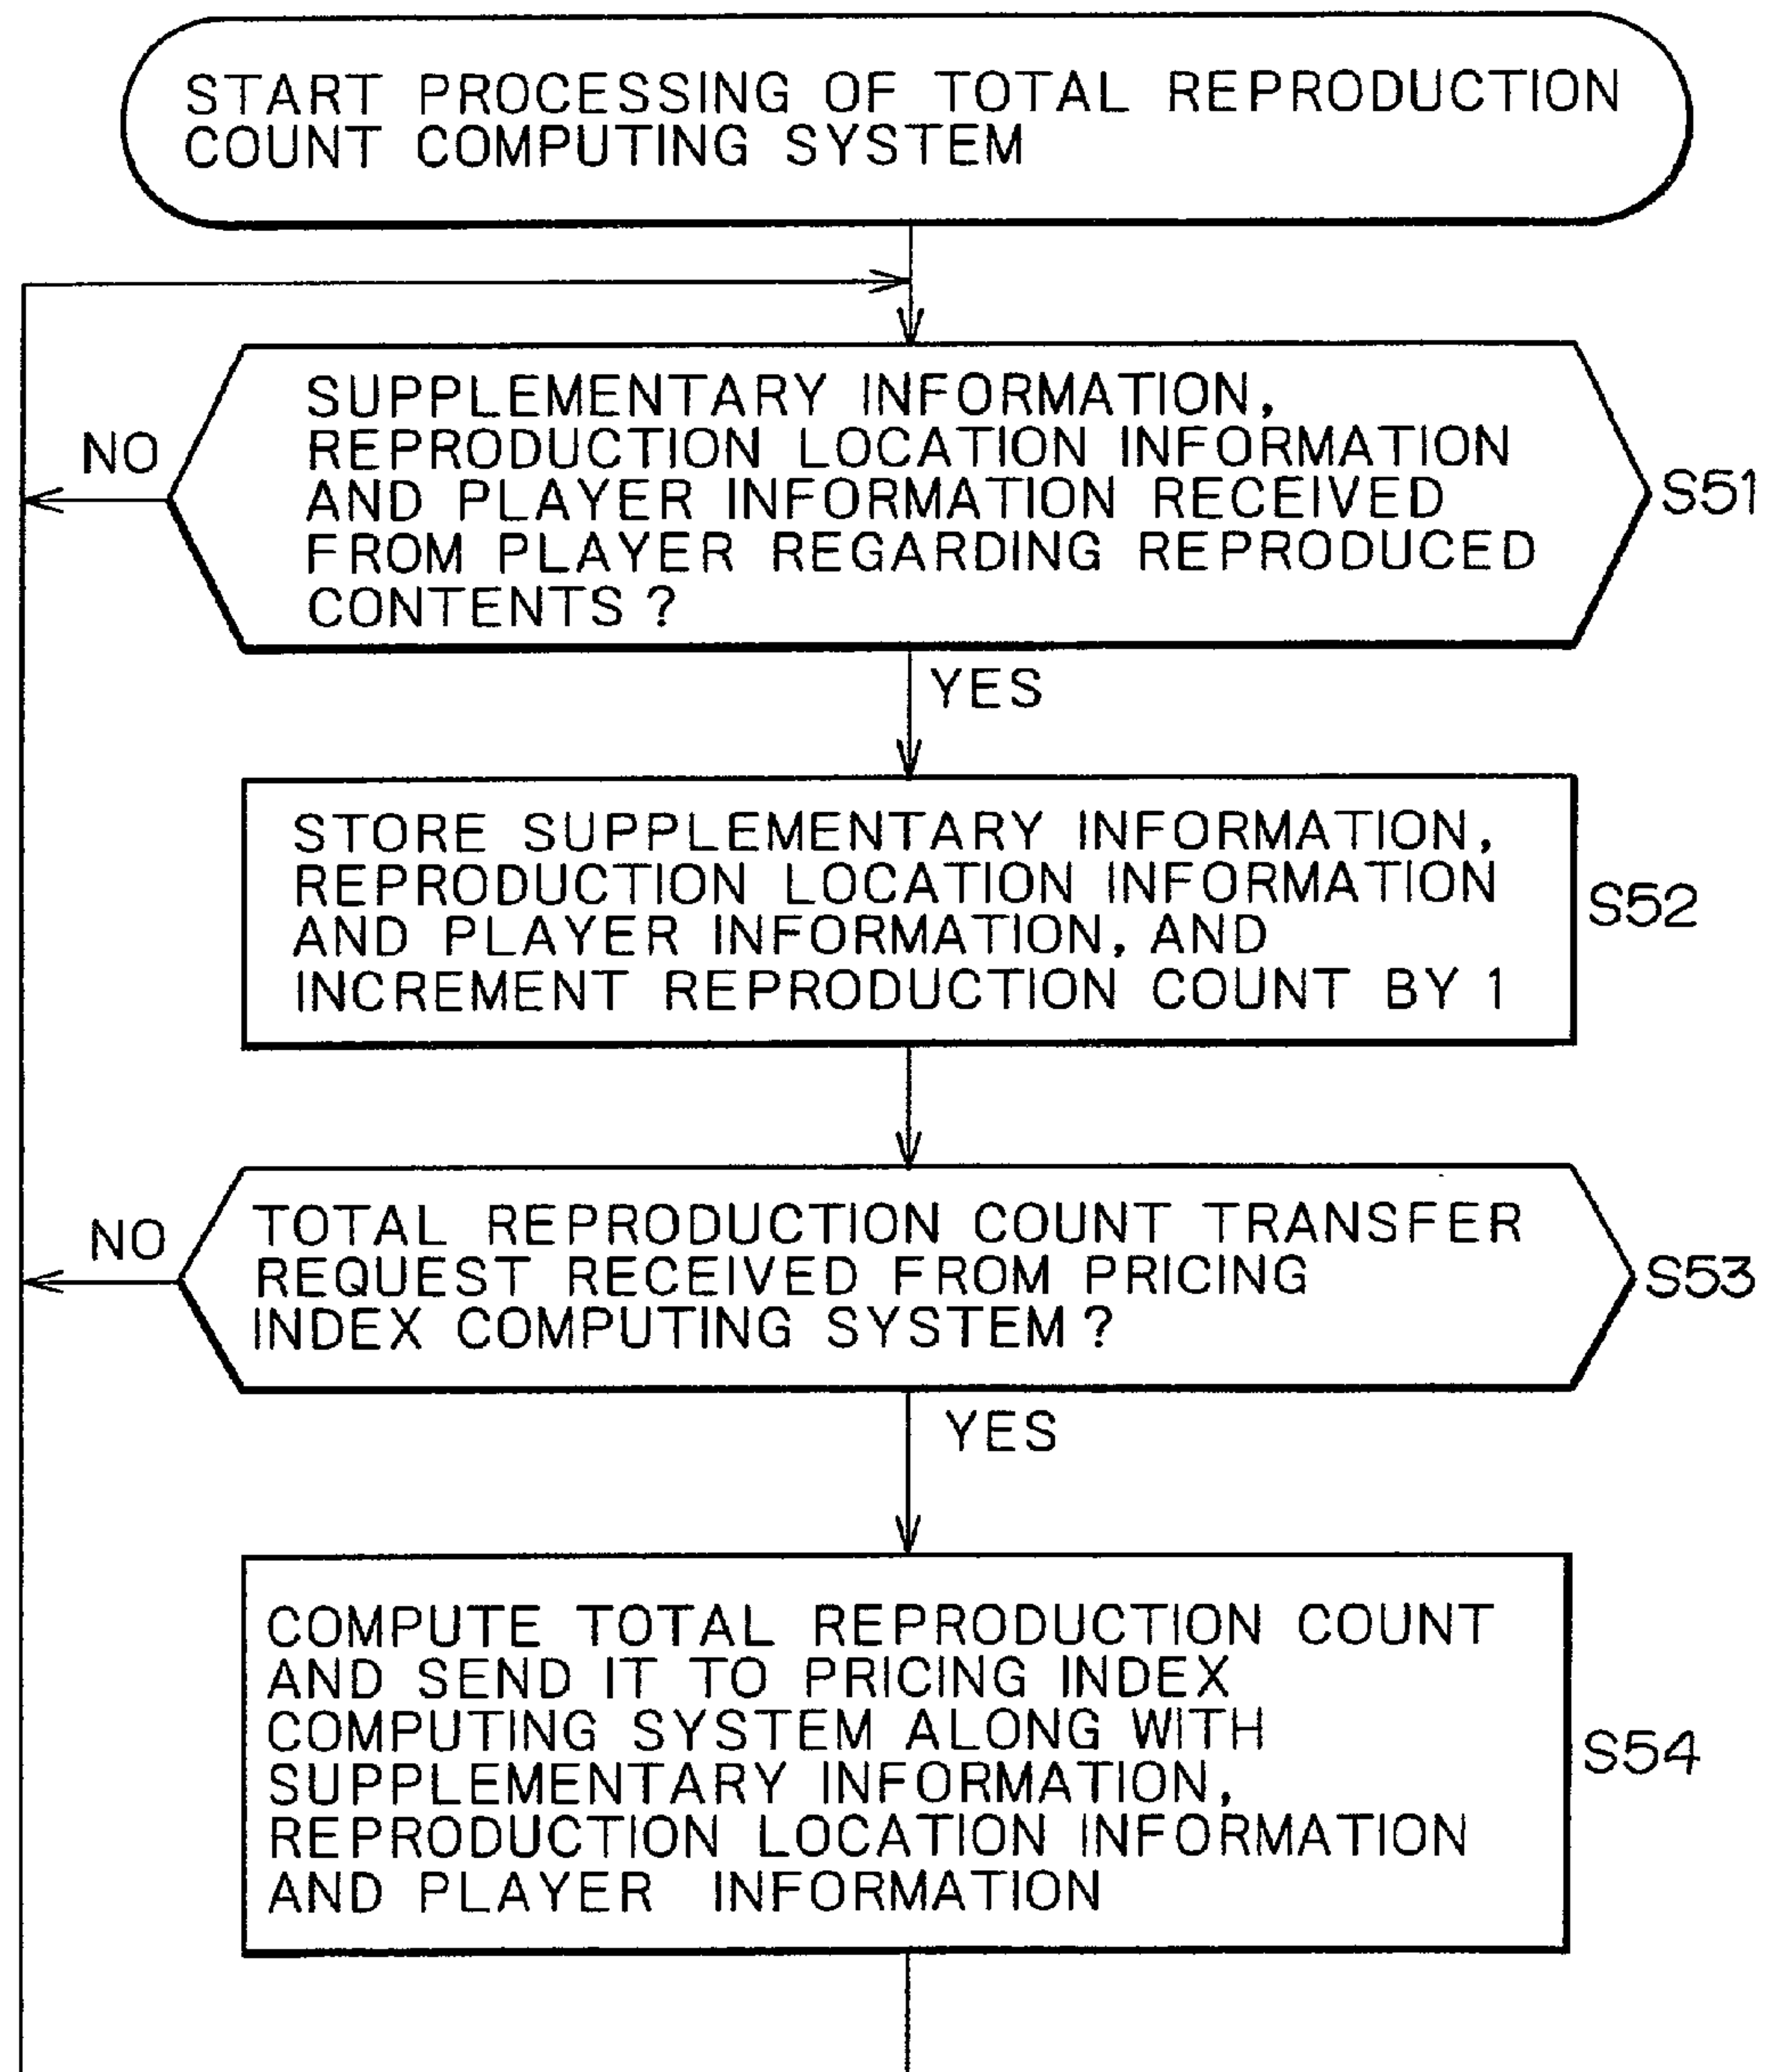 START PROCESSING OF TOTAL REPRODUCTION
COUNT COMPUTING SYSTEM
SUPPLEMENTARY INFORMATION,
REPRODUCTION LOCATION INFORMATION
AND PLAYER INFORMATION RECEIVED
FROM PLAYER REGARDING REPRODUCED
CONTENTS ?
NO
S51
YES
STORE SUPPLEMENTARY INFORMATION,
REPRODUCTION LOCATION INFORMATION
AND PLAYER INFORMATION, AND
INCREMENT REPRODUCTION COUNT BY 1
S52
TOTAL REPRODUCTION COUNT TRANSFER
REQUEST RECEIVED FROM PRICING
INDEX COMPUTING SYSTEM ?
NO
S53
YES
COMPUTE TOTAL REPRODUCTION COUNT
AND SEND IT TO PRICING INDEX
COMPUTING SYSTEM ALONG WITH
SUPPLEMENTARY INFORMATION,
REPRODUCTION LOCATION INFORMATION
AND PLAYER INFORMATION
S54